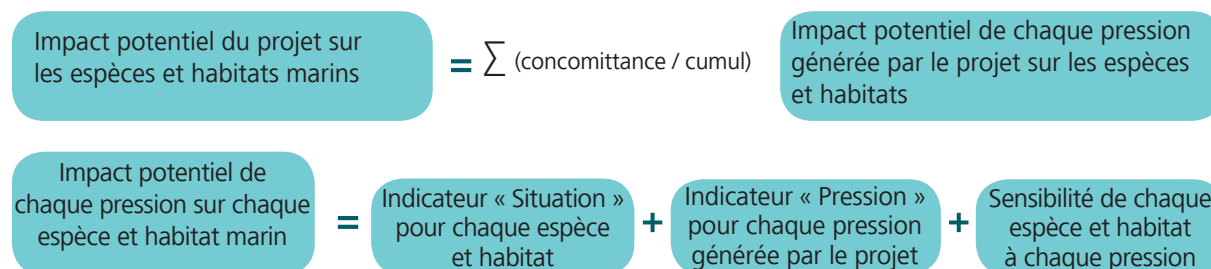 Impact potentiel du projet sur
les espèces et habitats marins
= ∑ (concomittance / cumul)
Impact potentiel de chaque pression
générée par le projet sur les espèces
et habitats
Impact potentiel de
chaque pression sur chaque
espèce et habitat marin
=
Indicateur « Situation »
pour chaque espèce
et habitat
+
Indicateur « Pression »
pour chaque pression
générée par le projet
+
Sensibilité de chaque
espèce et habitat
à chaque pression